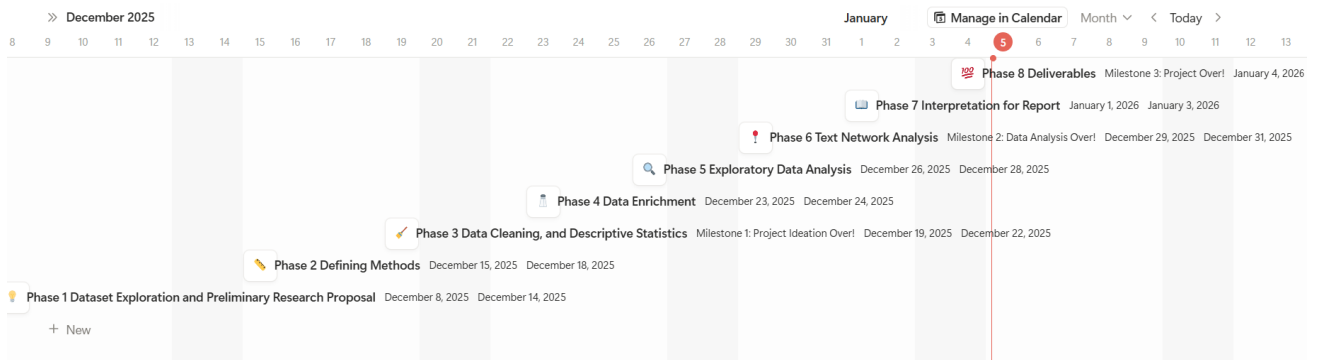 December 2025 January Manage in Calendar Month Today
8 9 10 11 12 13 14 15 16 17 18 19 20 21 22 23 24 25 26 27 28 29 30 31 1 2 3 4 5 6 7 8 9 10 11 12 13
Phase 8 Deliverables Milestone 3: Project Over! January 4, 2026
Phase 7 Interpretation for Report January 1, 2026 January 3, 2026
Phase 6 Text Network Analysis Milestone 2: Data Analysis Over! December 29, 2025 December 31, 2025
Phase 5 Exploratory Data Analysis December 26, 2025 December 28, 2025
Phase 4 Data Enrichment December 23, 2025 December 24, 2025
Phase 3 Data Cleaning, and Descriptive Statistics Milestone 1: Project Ideation Over! December 19, 2025 December 22, 2025
Phase 2 Defining Methods December 15, 2025 December 18, 2025
Phase 1 Dataset Exploration and Preliminary Research Proposal December 8, 2025 December 14, 2025
+ New